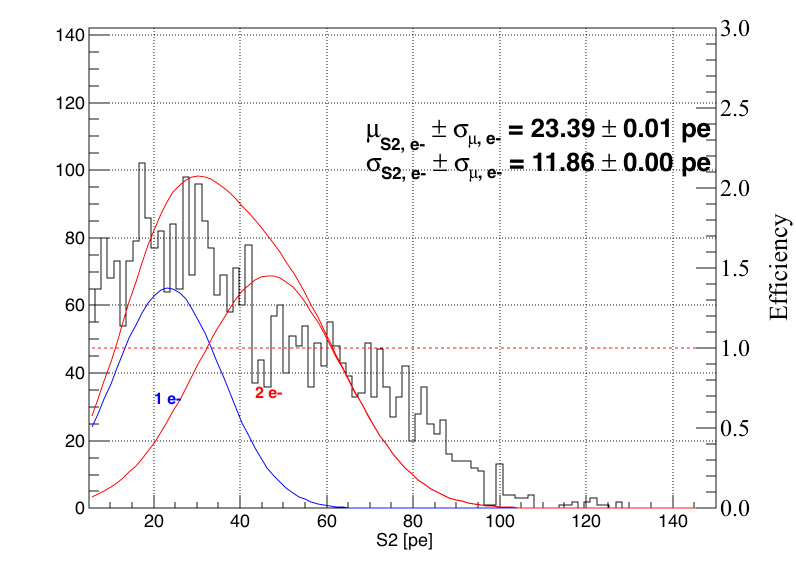 140
120
100
80
60
40
20
0
3.0
2.5
2.0
1.5
1.0
0.5
0.0
μS2, e- ± σμ, e- = 23.39 ± 0.01 pe
σS2, e- ± σμ, e- = 11.86 ± 0.00 pe
1 e-
2 e-
Efficiency
20 40 60 80 100 120 140
S2 [pe]